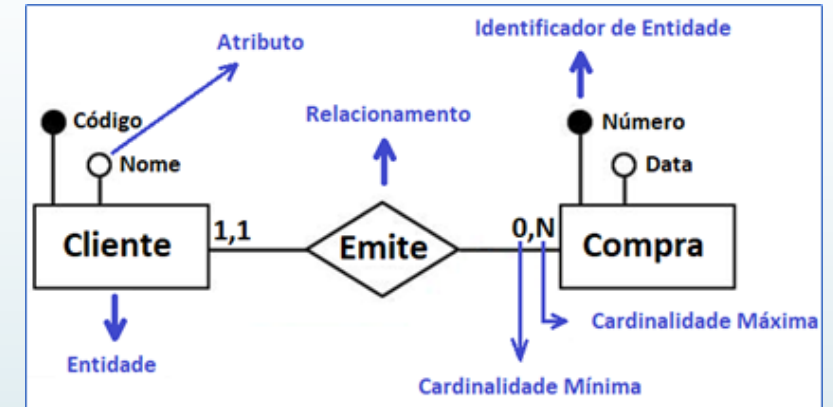 Identificador de Entidade
Atributo
Relacionamento
Código
Número
Nome
Data
Cliente
1,1
Emite
0,N
Compra
Cardinalidade Máxima
Entidade
Cardinalidade Mínima